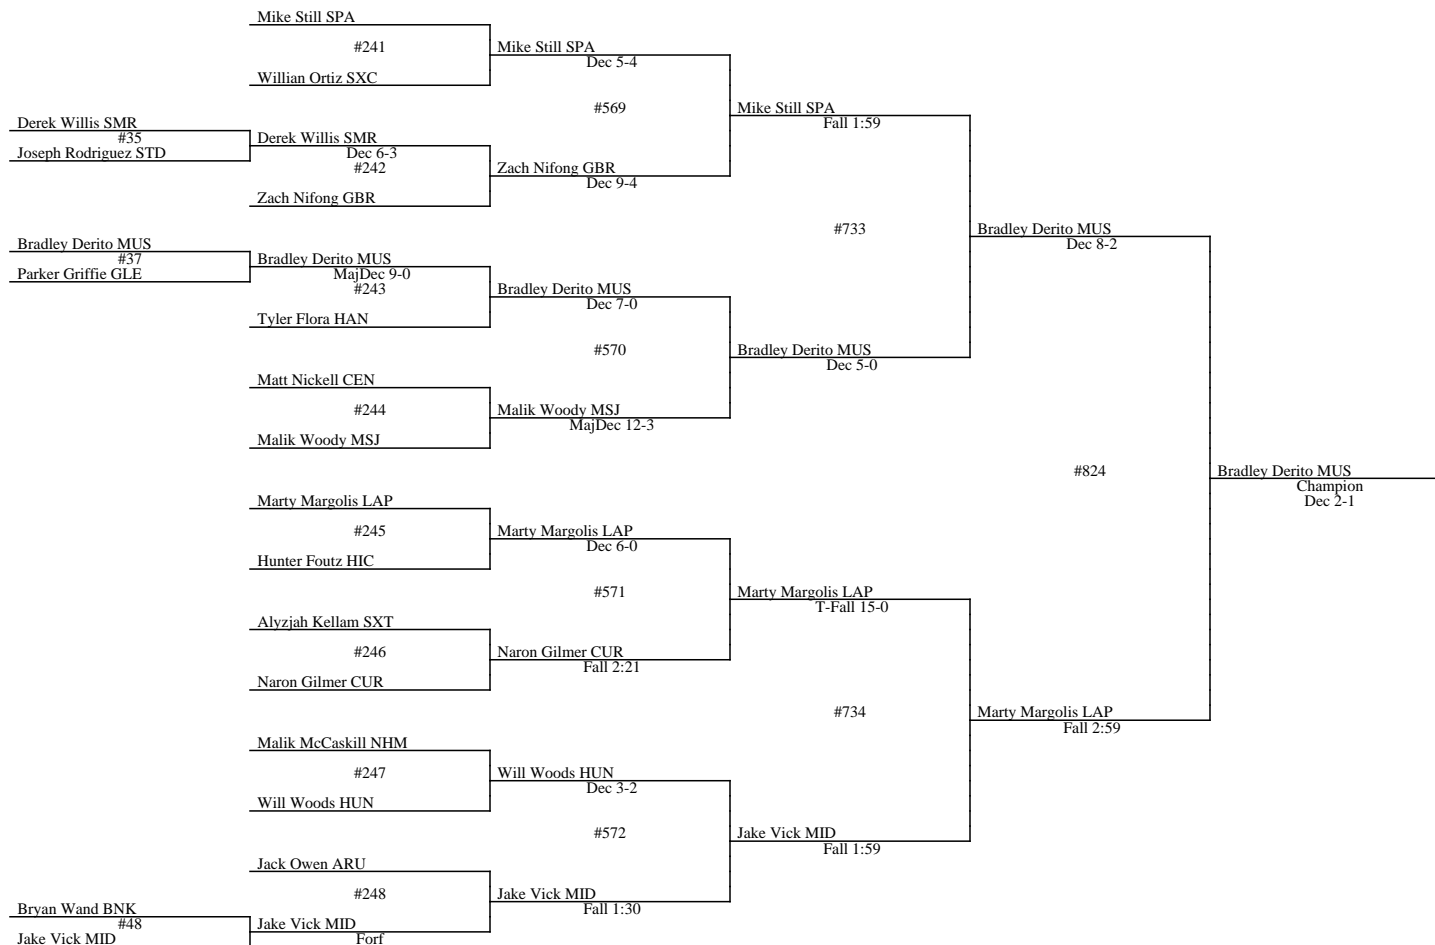 Mike Still SPA
#241
Mike Still SPA
Dec 5-4
Willian Ortiz SXC
#569
Mike Still SPA
Fall 1:59
Derek Willis SMR
#35
Joseph Rodriguez STD
Derek Willis SMR
Dec 6-3
#242
Zach Nifong GBR
Dec 9-4
Zach Nifong GBR
#733
Bradley Derito MUS
Dec 8-2
Bradley Derito MUS
#37
Parker Griffie GLE
Bradley Derito MUS
MajDec 9-0
#243
Bradley Derito MUS
Dec 7-0
Tyler Flora HAN
#570
Bradley Derito MUS
Dec 5-0
Matt Nickell CEN
#244
Malik Woody MSJ
MajDec 12-3
Malik Woody MSJ
#824
Bradley Derito MUS
Champion
Dec 2-1
Marty Margolis LAP
#245
Marty Margolis LAP
Dec 6-0
Hunter Foutz HIC
#571
Marty Margolis LAP
T-Fall 15-0
Alyzjah Kellam SXT
#246
Naron Gilmer CUR
Fall 2:21
Naron Gilmer CUR
#734
Marty Margolis LAP
Fall 2:59
Malik McCaskill NHM
#247
Will Woods HUN
Dec 3-2
Will Woods HUN
#572
Jake Vick MID
Fall 1:59
Jack Owen ARU
#248
Jake Vick MID
Fall 1:30
Bryan Wand BNK
#48
Jake Vick MID
Jake Vick MID
Forf